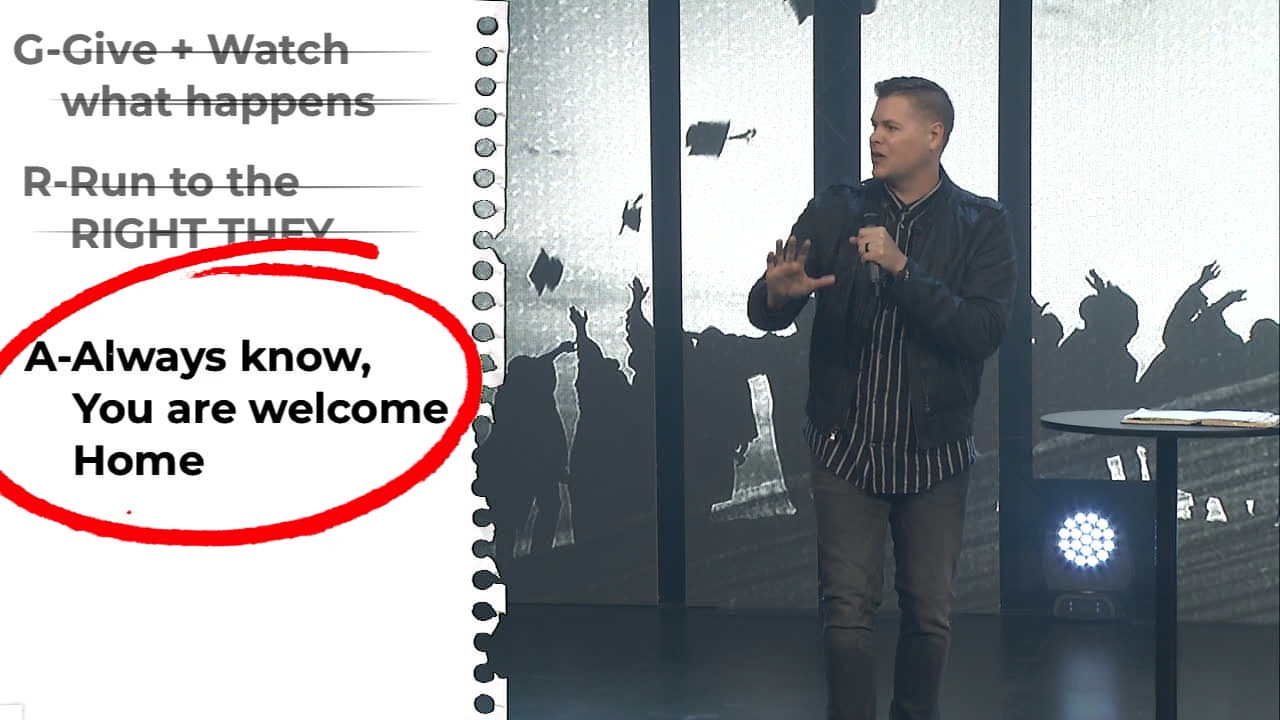 G-Give + Watch
what happens
R-Run to the
RIGHT THEY
A-Always know,
You are welcome
Home